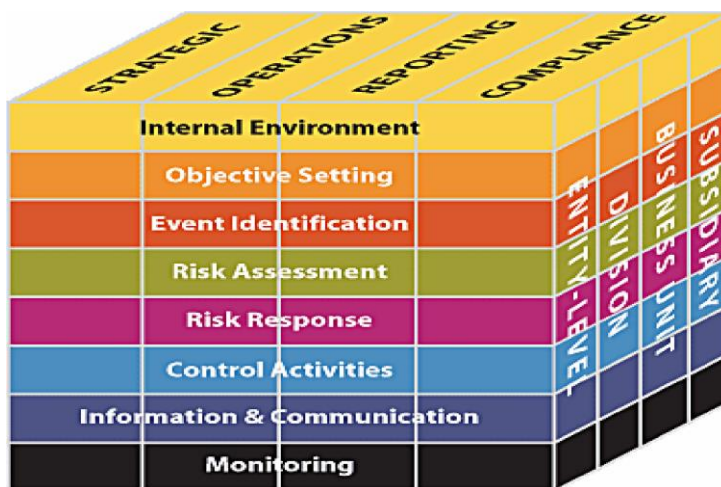 STRATEGIC
OPERATIONS
REPORTING
COMPLIANCE
Internal Environment
Objective Setting
Event Identification
Risk Assessment
Risk Response
Control Activities
Information & Communication
Monitoring
ENTITY-LEVEL
DIVISION
BUSINESS UNIT
SUBSIDIARY